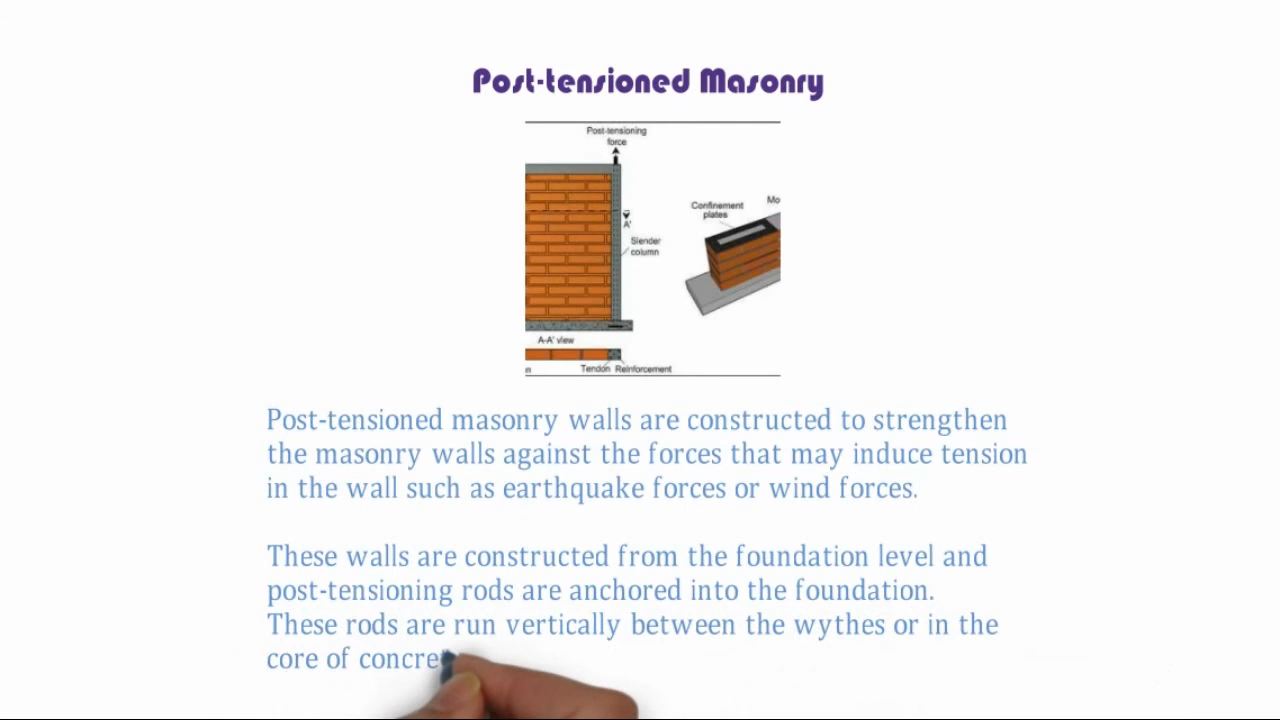 Post-tensioned Masonry
Post-tensioning
force
A'
Slender
column
Confinement
plates
Mo
A-A' view
n
Tendon Reinforcement
Post-tensioned masonry walls are constructed to strengthen
the masonry walls against the forces that may induce tension
in the wall such as earthquake forces or wind forces.
These walls are constructed from the foundation level and
post-tensioning rods are anchored into the foundation.
These rods are run vertically between the wythes or in the
core of concre